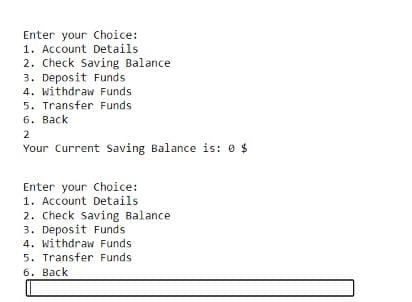 Enter your Choice:
1. Account Details
2. Check Saving Balance
3. Deposit Funds
4. Withdraw Funds
5. Transfer Funds
6. Back
2
Your Current Saving Balance is: 0 $
Enter your Choice:
1. Account Details
2. Check Saving Balance
3. Deposit Funds
4. Withdraw Funds
5. Transfer Funds
6. Back